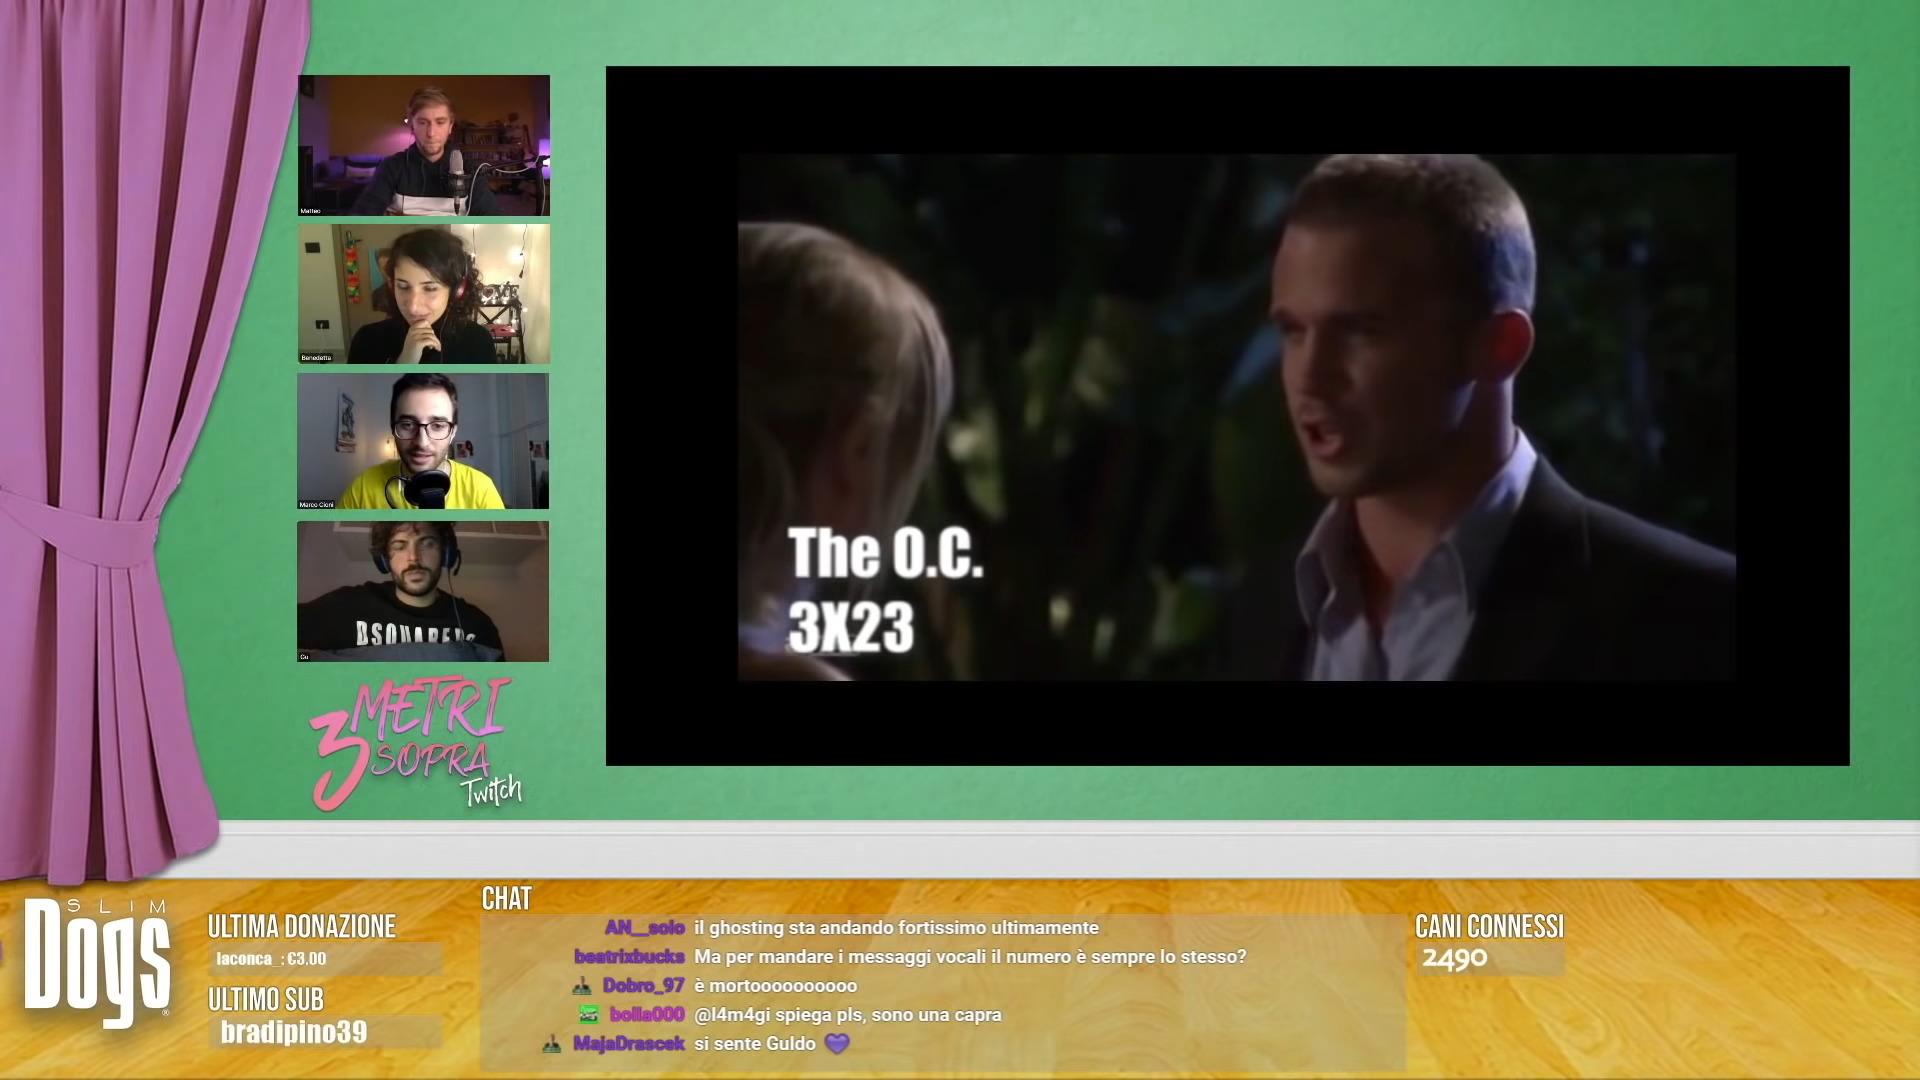 Matteo
Benedetta
Marco Cioni
Gu
DSQUARED
3 METRI
SOPRA
Twitch
The O.C.
3X23
SLIM
Dogs
®
ULTIMA DONAZIONE
laconca_: €3.00
ULTIMO SUB
bradipino39
CHAT
AN__solo il ghosting sta andando fortissimo ultimamente
beatrixbucks Ma per mandare i messaggi vocali il numero è sempre lo stesso?
Dobro_97 è mortoooooooooo
bolla000 @l4m4gi spiega pls, sono una capra
MajaDrascek si sente Guldo
CANI CONNESSI
2490